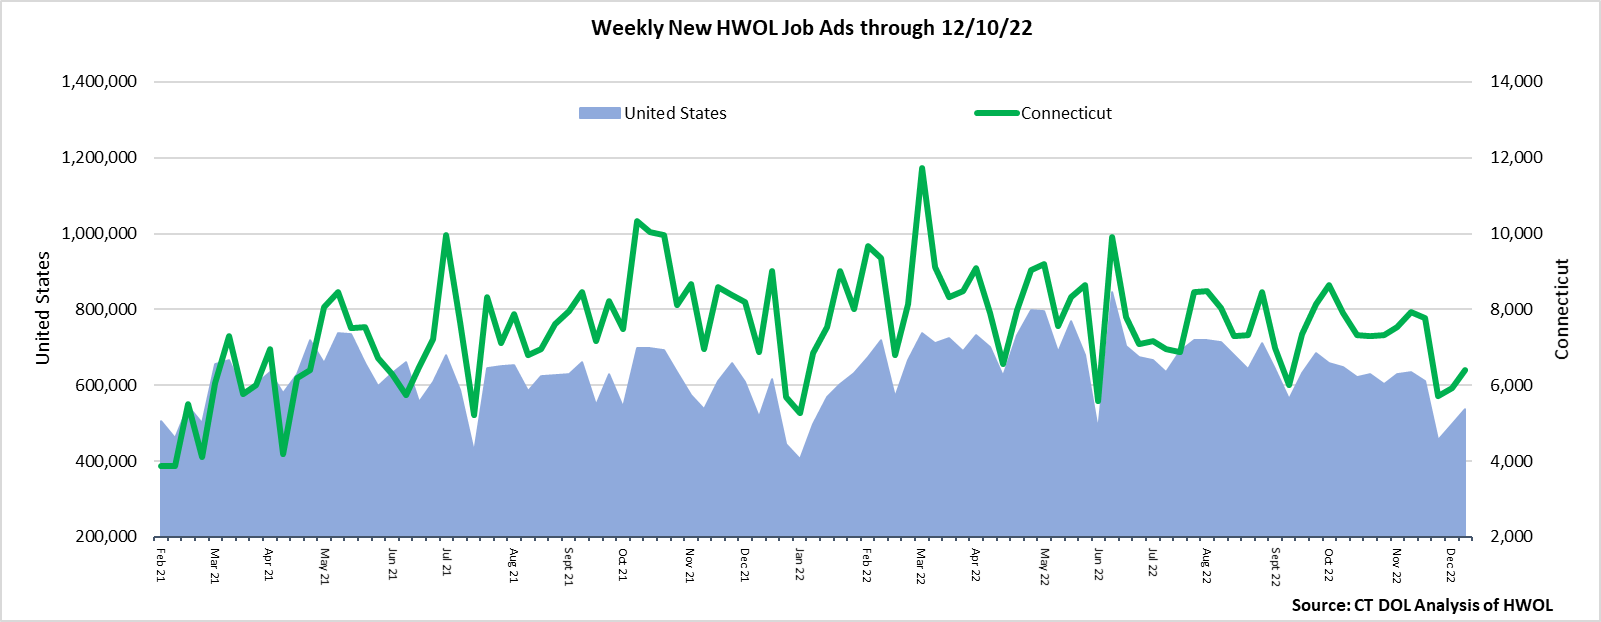 Weekly New HWOL Job Ads through 12/10/22
1,400,000
1,200,000
1,000,000
800,000
600,000
400,000
200,000
United States
United States
Connecticut
14,000
12,000
10,000
8,000
6,000
4,000
2,000
Connecticut
Feb 21
Mar 21
Apr 21
May 21
Jun 21
Jul 21
Aug 21
Sept 21
Oct 21
Nov 21
Dec 21
Jan 22
Feb 22
Mar 22
Apr 22
May 22
Jun 22
Jul 22
Aug 22
Sept 22
Oct 22
Nov 22
Dec 22
Source: CT DOL Analysis of HWOL